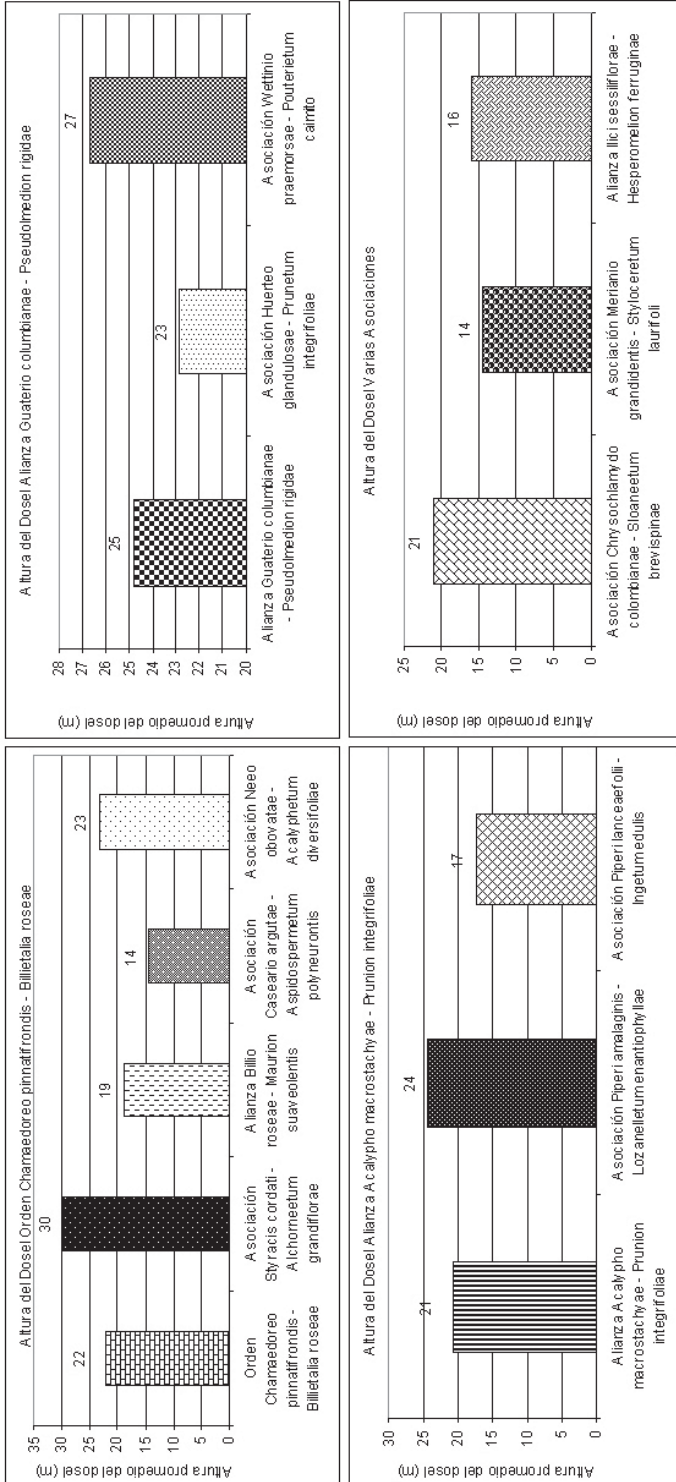 Altura del Dosel Orden Chamaedoreo pinnatifrondis - Billietalia roseae
Altura promedio del dosel (m)
35
30
25
20
15
10
5
0
22
30
19
14
23
Orden
Chamaedoreo
pinnatifrondis -
Billietalia roseae
Asociación
Styracis cordati -
Alchorneetum
grandiflorae
Alianza Billio
roseae - Maurion
suaveolentis
Asociación
Caseario argutae -
Aspidospermetum
polyneurontis
Asociación Neeo
obovatae -
Acalyphetum
diversifoliae
Altura del Dosel Alianza Guaterio columbianae - Pseudolmedion rigidae
Altura promedio del dosel (m)
28
27
26
25
24
23
22
21
20
25
23
27
Alianza Guaterio columbianae
- Pseudolmedion rigidae
Asociación Huerteo
glandulosae - Prunetum
integrifoliae
Asociación Wettinio
praemorsae - Pouterietum
caimito
Altura del Dosel Alianza Acalypho macrostachyae - Prunion integrifoliae
Altura promedio del dosel (m)
30
25
20
15
10
5
0
21
24
17
Alianza Acalypho
macrostachyae - Prunion
integrifoliae
Asociación Piperi amalaginis -
Lozanelletum enantiophyllae
Asociación Piperi lanceaefolii -
Ingetum edulis
Altura del Dosel Varias Asociaciones
Altura promedio del dosel (m)
25
20
15
10
5
0
21
14
16
Asociación Chrysochlamydo
colombianae - Sloaneetum
brevispinae
Asociación Merianio
grandidentis - Styloceretum
laurifoli
Alianza Ilici sessiliflorae -
Hesperomelion ferruginae